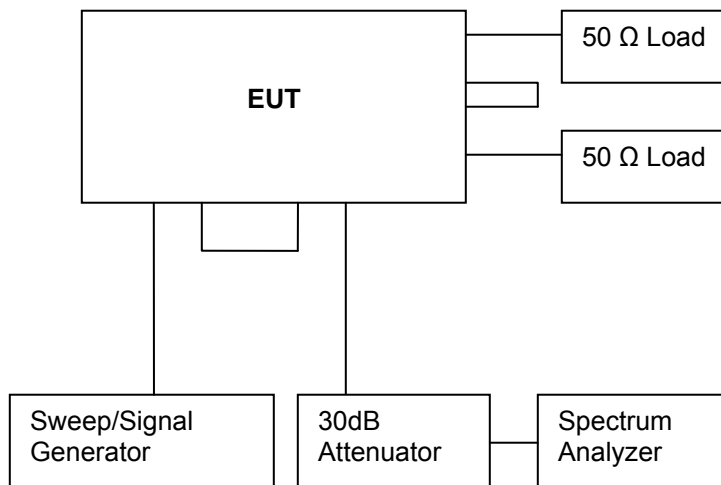 50 Ω Load
EUT
50 Ω Load
Sweep/Signal
Generator
30dB
Attenuator
Spectrum
Analyzer